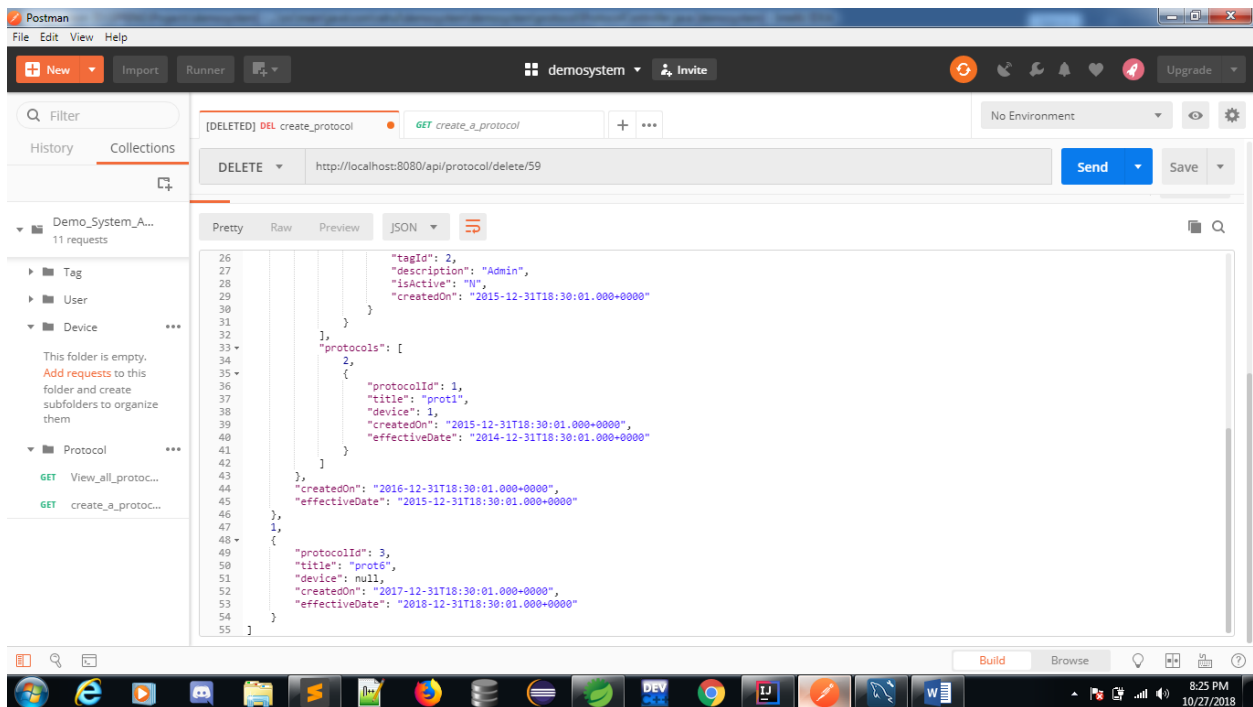 Postman
File Edit View Help
New Import Runner demosystem Invite Upgrade
Filter
History Collections
Demo_System_A...
11 requests
Tag
User
Device
This folder is empty.
Add requests to this
folder and create
subfolders to organize
them
Protocol
GET View_all_protoc...
GET create_a_protoc...
[DELETED] DEL create_protocol GET create_a_protocol
No Environment
DELETE http://localhost:8080/api/protocol/delete/59 Send Save
Pretty Raw Preview JSON
26 "tagId": 2,
27 "description": "Admin",
28 "isActive": "N",
29 "createdOn": "2015-12-31T18:30:01.000+0000"
30 }
31 }
32 ],
33 "protocols": [
34 2,
35 {
36 "protocolId": 1,
37 "title": "prot1",
38 "device": 1,
39 "createdOn": "2015-12-31T18:30:01.000+0000",
40 "effectiveDate": "2014-12-31T18:30:01.000+0000"
41 }
42 ]
43 },
44 "createdOn": "2016-12-31T18:30:01.000+0000",
45 "effectiveDate": "2015-12-31T18:30:01.000+0000"
46 },
47 1,
48 {
49 "protocolId": 3,
50 "title": "prot6",
51 "device": null,
52 "createdOn": "2017-12-31T18:30:01.000+0000",
53 "effectiveDate": "2018-12-31T18:30:01.000+0000"
54 }
55 ]
Build Browse
DEV
IJ
W
8:25 PM
10/27/2018